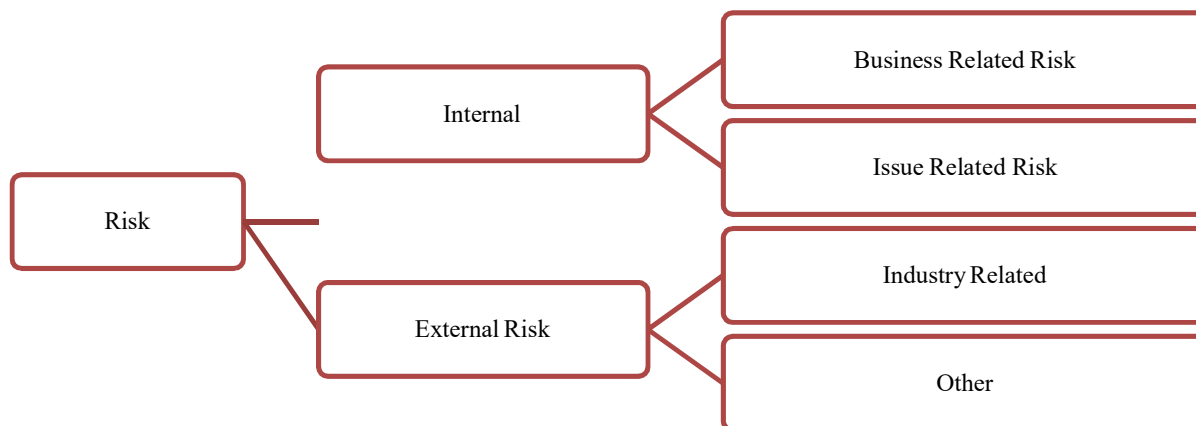 Business Related Risk
Internal
Issue Related Risk
Risk
Industry Related
External Risk
Other